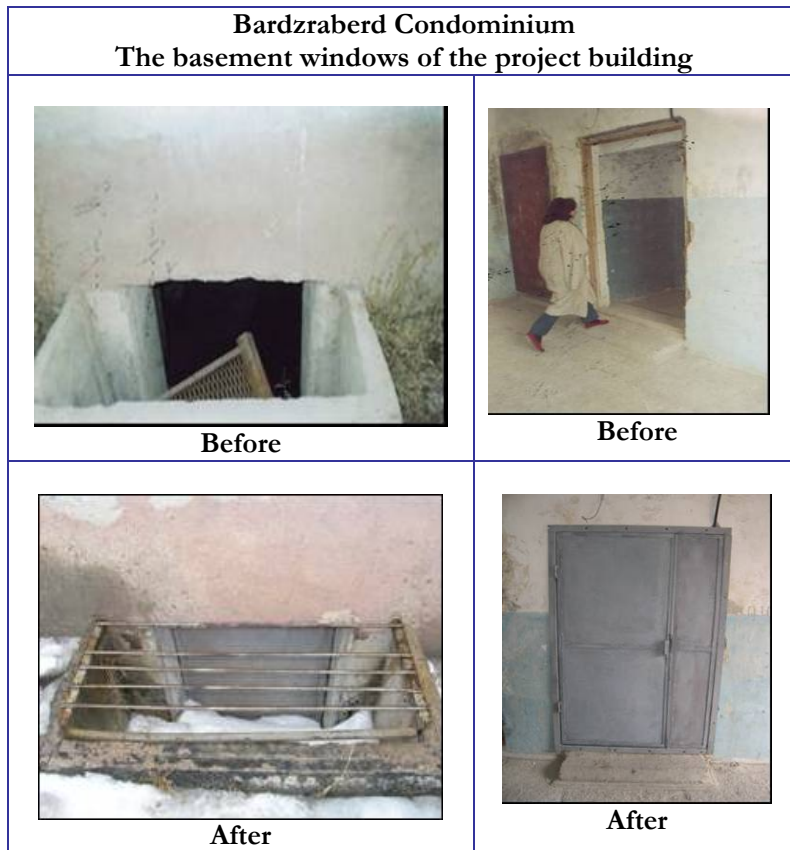 Bardzraberd Condominium
The basement windows of the project building
Before
Before
After
After